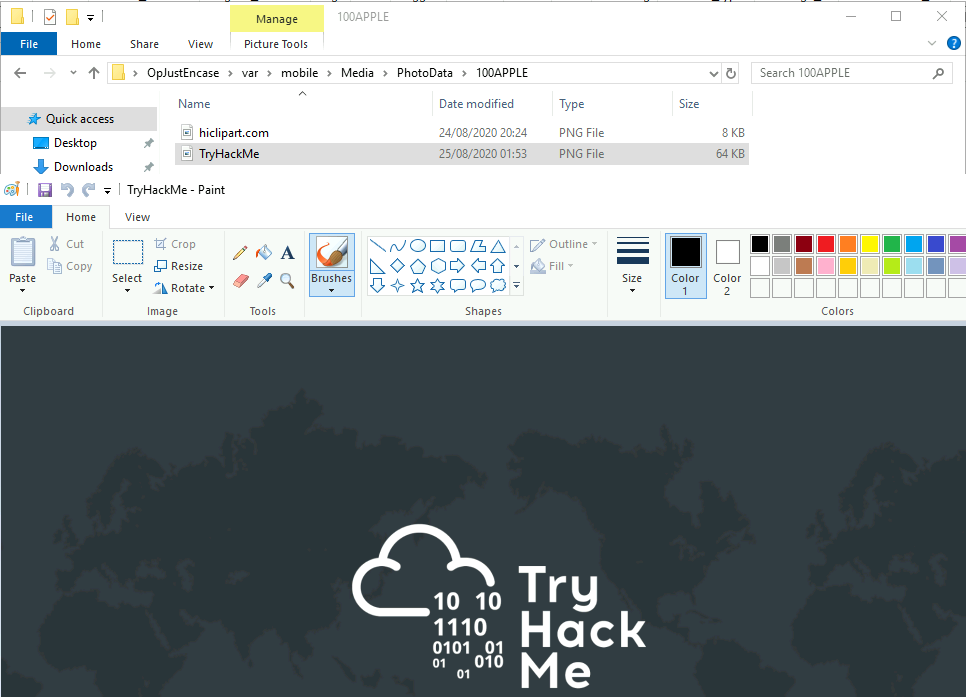 Manage 100APPLE
File Home Share View Picture Tools
OpJustEncase var mobile Media PhotoData 100APPLE Search 100APPLE
Name Date modified Type Size
Quick access
hiclipart.com 24/08/2020 20:24 PNG File 8 KB
Desktop
TryHackMe 25/08/2020 01:53 PNG File 64 KB
Downloads
TryHackMe - Paint
File Home View
Paste Cut Copy
Select Crop Resize Rotate
A
Brushes
Outline Fill
Size
Color 1 Color 2
Clipboard Image Tools Shapes Colors
10 10
1110
0101 01
01 010
01
Try
Hack
Me